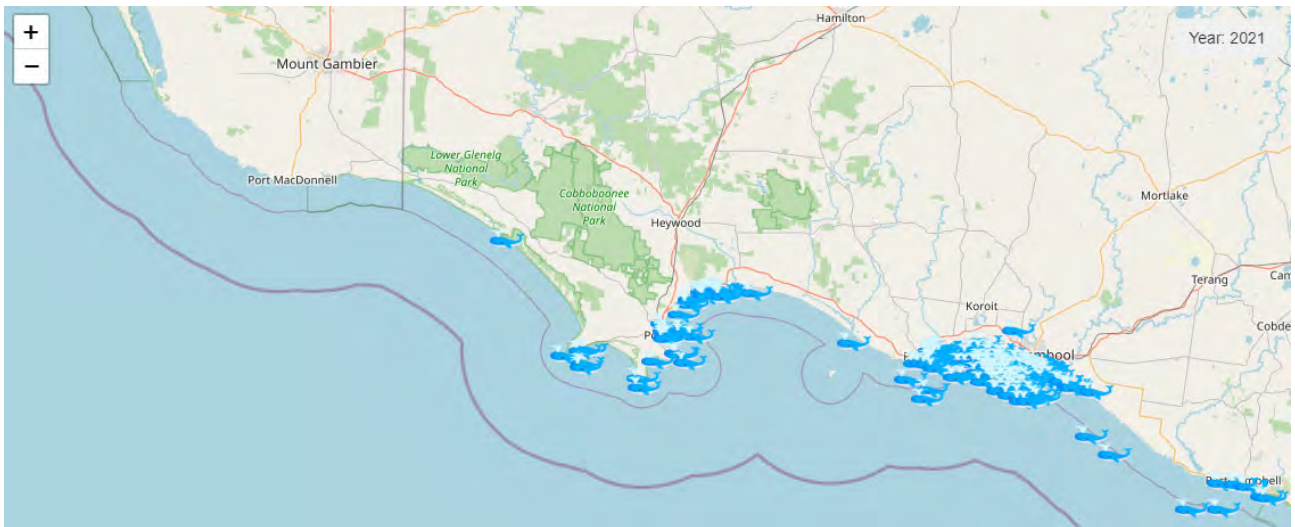 +
−
Hamilton
Year: 2021
Mount Gambier
Lower Glenelg
National
Park
Port MacDonnell
Cobboboonee
National
Park
Heywood
Mortlake
Terang
Koroit